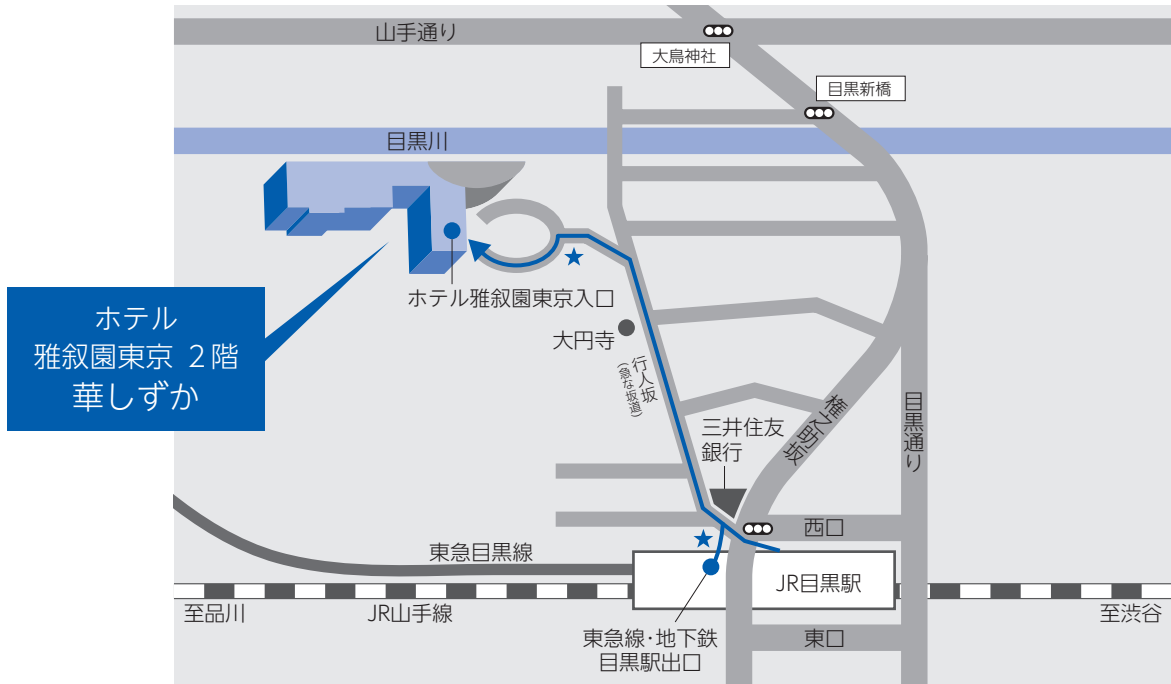 山手通り
大鳥神社
目黒新橋
目黒川
ホテル雅叙園東京入口
ホテル
雅叙園東京 2階
華しずか
大円寺
行人坂
(急な坂道)
三井住友
銀行
権之助坂
目黒通り
西口
東急目黒線
JR目黒駅
至品川
JR山手線
至渋谷
東急線・地下鉄
目黒駅出口
東口